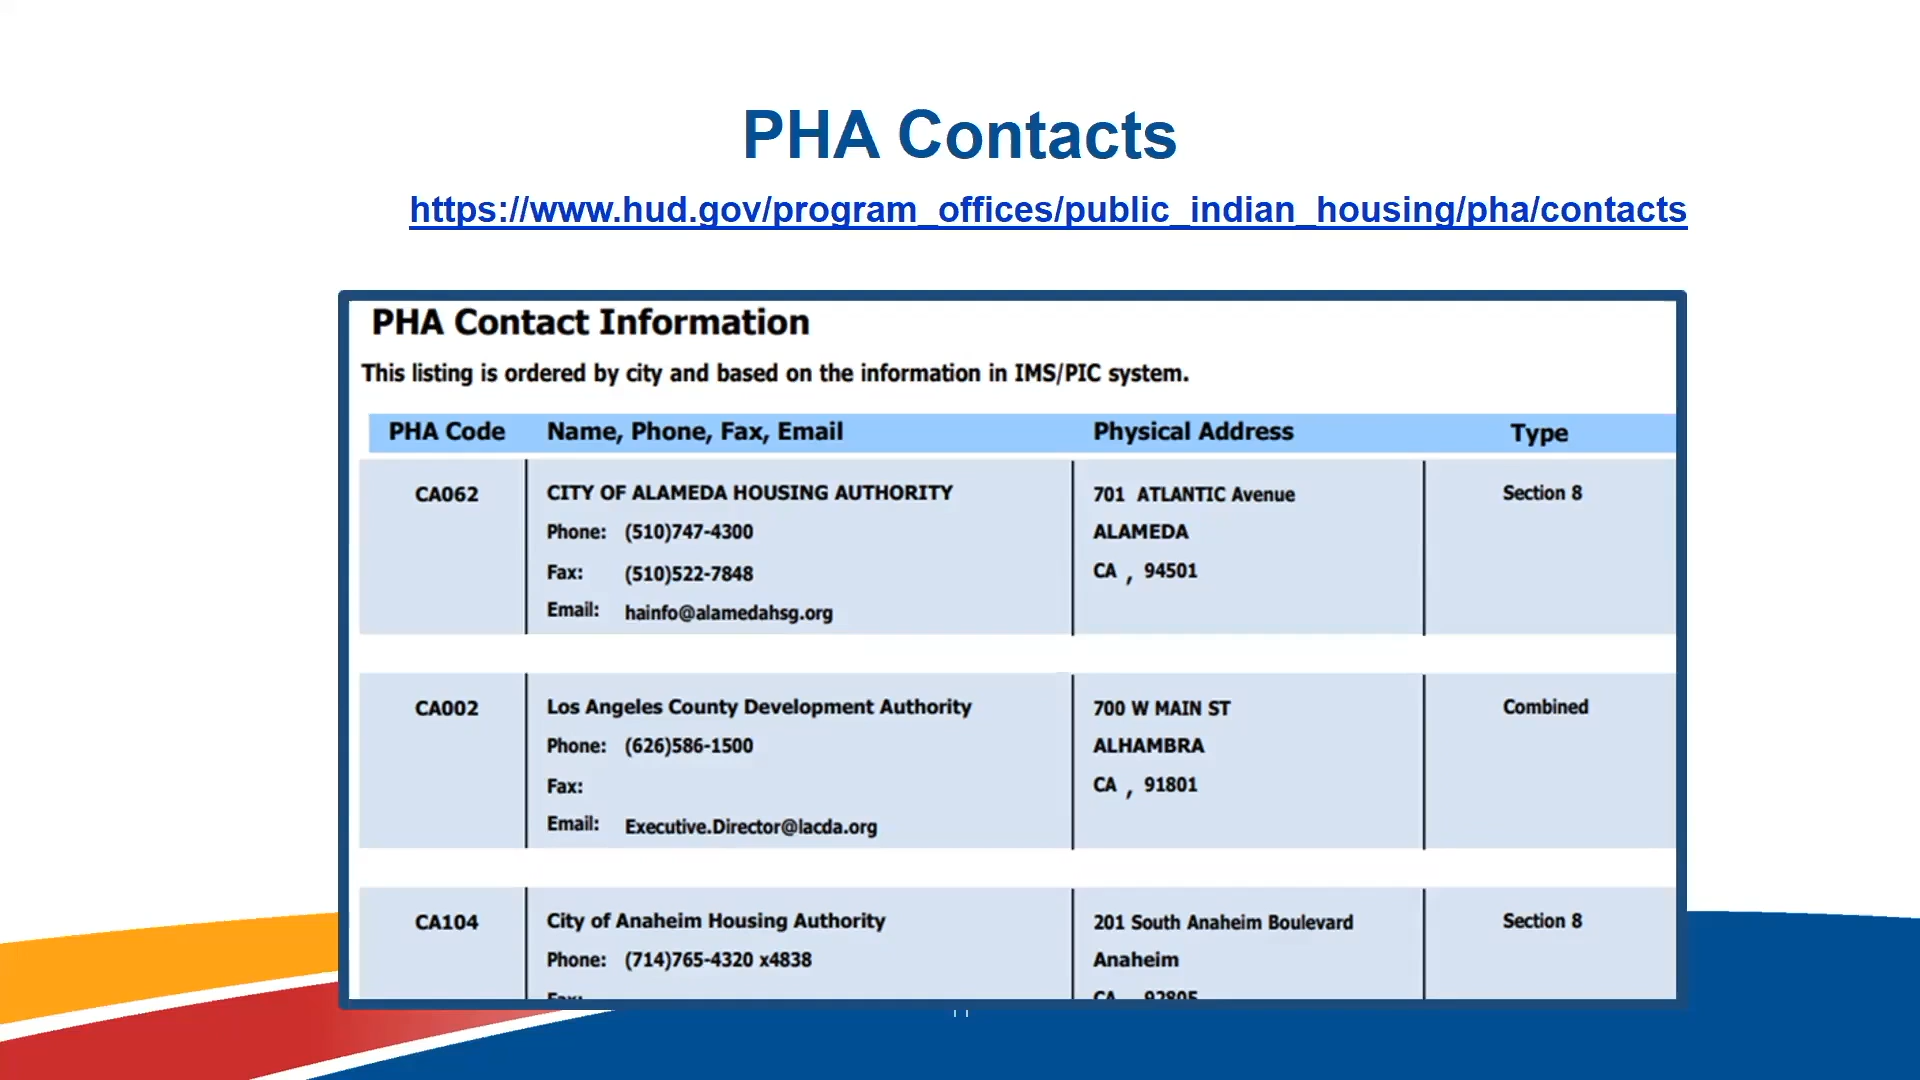 PHA Contacts
https://www.hud.gov/program_offices/public_indian_housing/pha/contacts
PHA Contact Information
This listing is ordered by city and based on the information in IMS/PIC system.
PHA Code Name, Phone, Fax, Email Physical Address Type
CA062 CITY OF ALAMEDA HOUSING AUTHORITY 701 ATLANTIC Avenue Section 8
Phone: (510)747-4300 ALAMEDA
Fax: (510)522-7848 CA , 94501
Email: hainfo@alamedahsg.org
CA002 Los Angeles County Development Authority 700 W MAIN ST Combined
Phone: (626)586-1500 ALHAMBRA
Fax: CA , 91801
Email: Executive.Director@lacda.org
CA104 City of Anaheim Housing Authority 201 South Anaheim Boulevard Section 8
Phone: (714)765-4320 x4838 Anaheim
Fax: CA , 92805